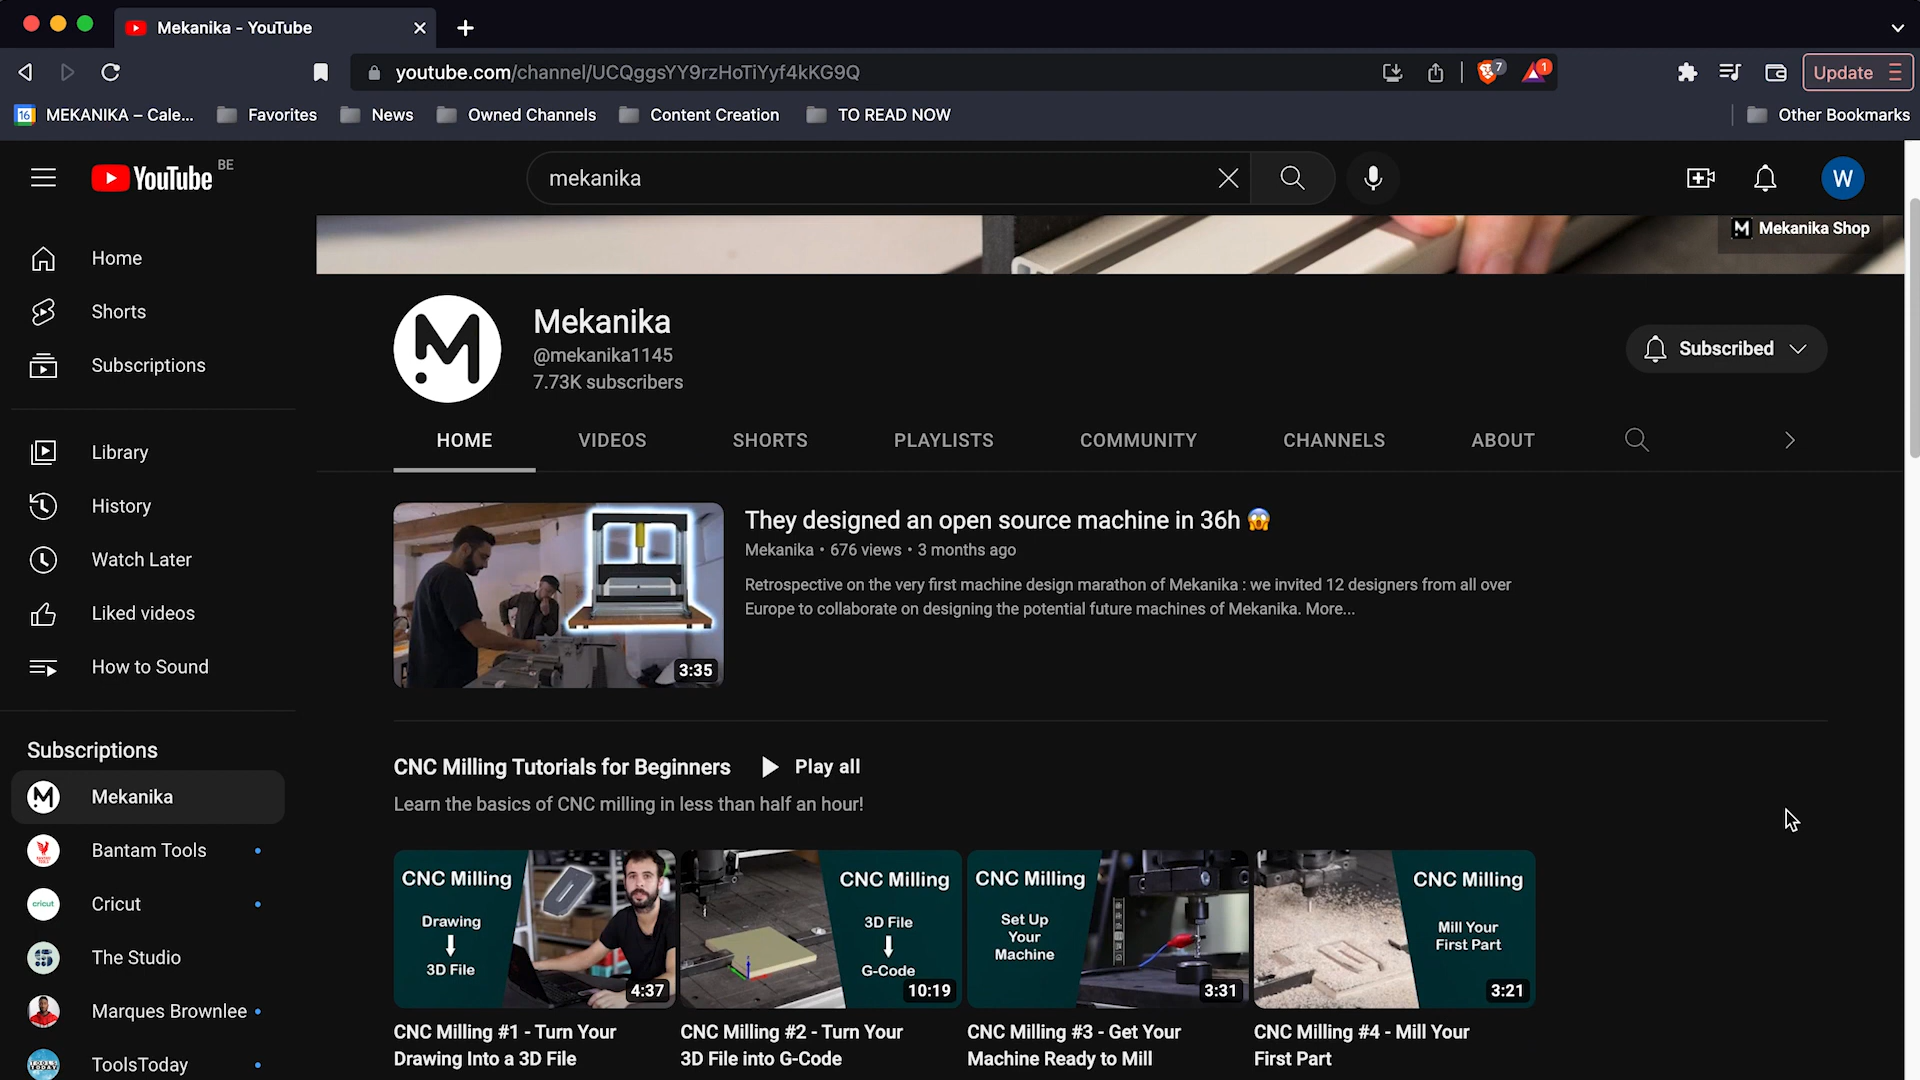 Mekanika - YouTube
youtube.com/channel/UCQggsYY9rzHoTiYyf4kKG9Q
7
1
Update
16 MEKANIKA – Cale...
Favorites
News
Owned Channels
Content Creation
TO READ NOW
Other Bookmarks
YouTube BE
mekanika
W
Home
Shorts
Subscriptions
Library
History
Watch Later
Liked videos
How to Sound
Subscriptions
Mekanika
Bantam Tools
Cricut
The Studio
Marques Brownlee
ToolsToday
M Mekanika Shop
M
Mekanika
@mekanika1145
7.73K subscribers
Subscribed
HOME VIDEOS SHORTS PLAYLISTS COMMUNITY CHANNELS ABOUT
3:35
They designed an open source machine in 36h 😱
Mekanika • 676 views • 3 months ago
Retrospective on the very first machine design marathon of Mekanika : we invited 12 designers from all over
Europe to collaborate on designing the potential future machines of Mekanika. More...
CNC Milling Tutorials for Beginners Play all
Learn the basics of CNC milling in less than half an hour!
CNC Milling
Drawing
↓
3D File
4:37
CNC Milling #1 - Turn Your
Drawing Into a 3D File
CNC Milling
3D File
↓
G-Code
10:19
CNC Milling #2 - Turn Your
3D File into G-Code
CNC Milling
Set Up
Your
Machine
3:31
CNC Milling #3 - Get Your
Machine Ready to Mill
CNC Milling
Mill Your
First Part
3:21
CNC Milling #4 - Mill Your
First Part